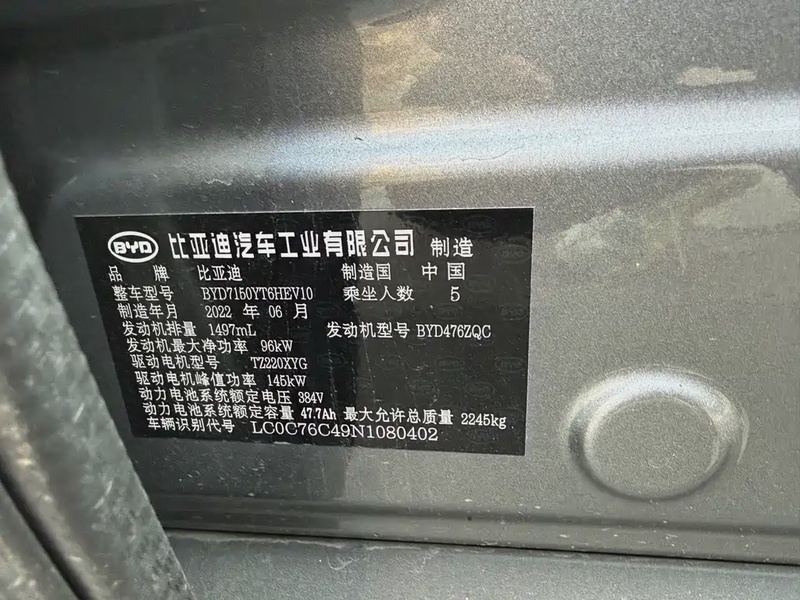 BYD 比亚迪汽车工业有限公司 制造
品 牌 比亚迪 制造国 中 国
整车型号 BYD7150YT6HEV10 乘坐人数 5
制造年月 2022 年 06 月
发动机排量 1497mL 发动机型号 BYD476ZQC
发动机最大净功率 96kW
驱动电机型号 TZ220XYG
驱动电机峰值功率 145kW
动力电池系统额定电压 384V
动力电池系统额定容量 47.7Ah 最大允许总质量 2245kg
车辆识别代号 LC0C76C49N1080402